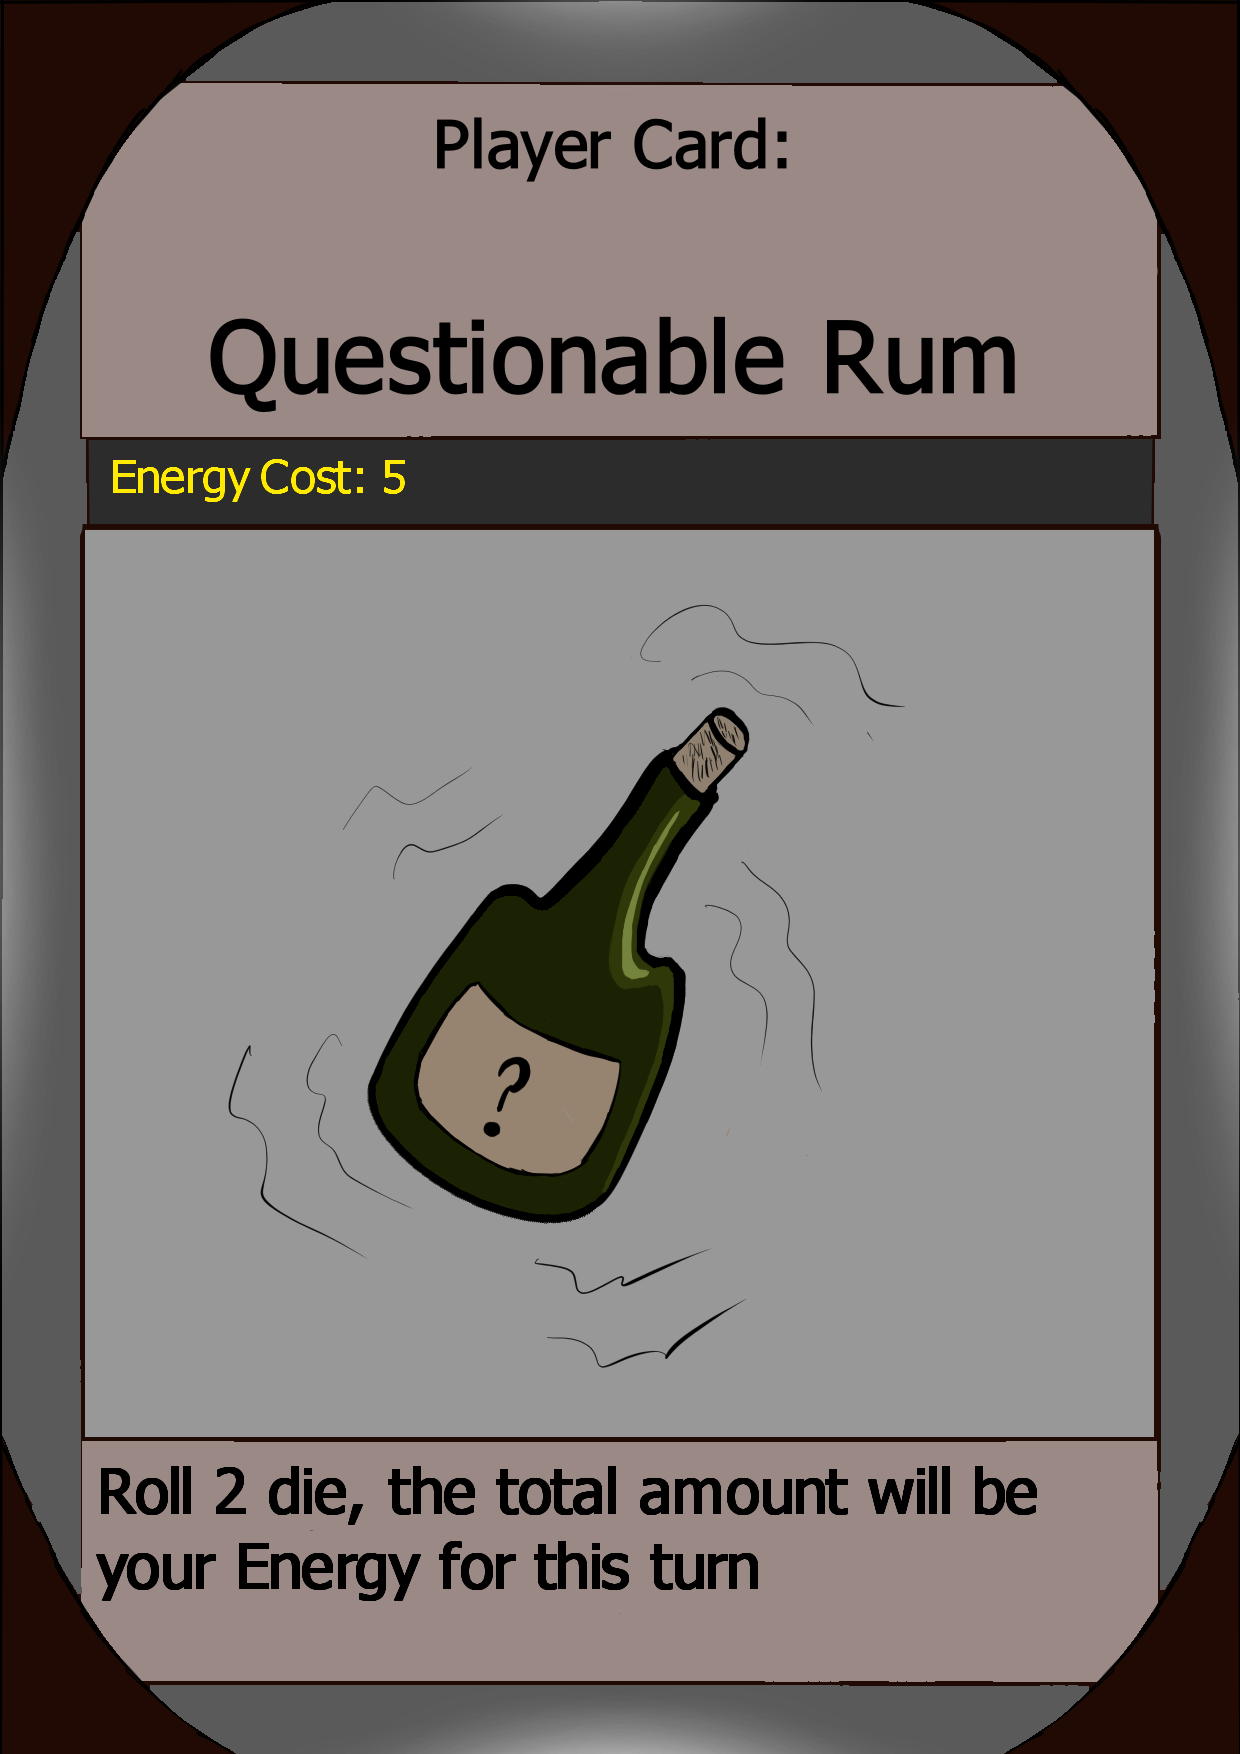 Player Card:
Questionable Rum
Energy Cost: 5
?
Roll 2 die, the total amount will be
your Energy for this turn